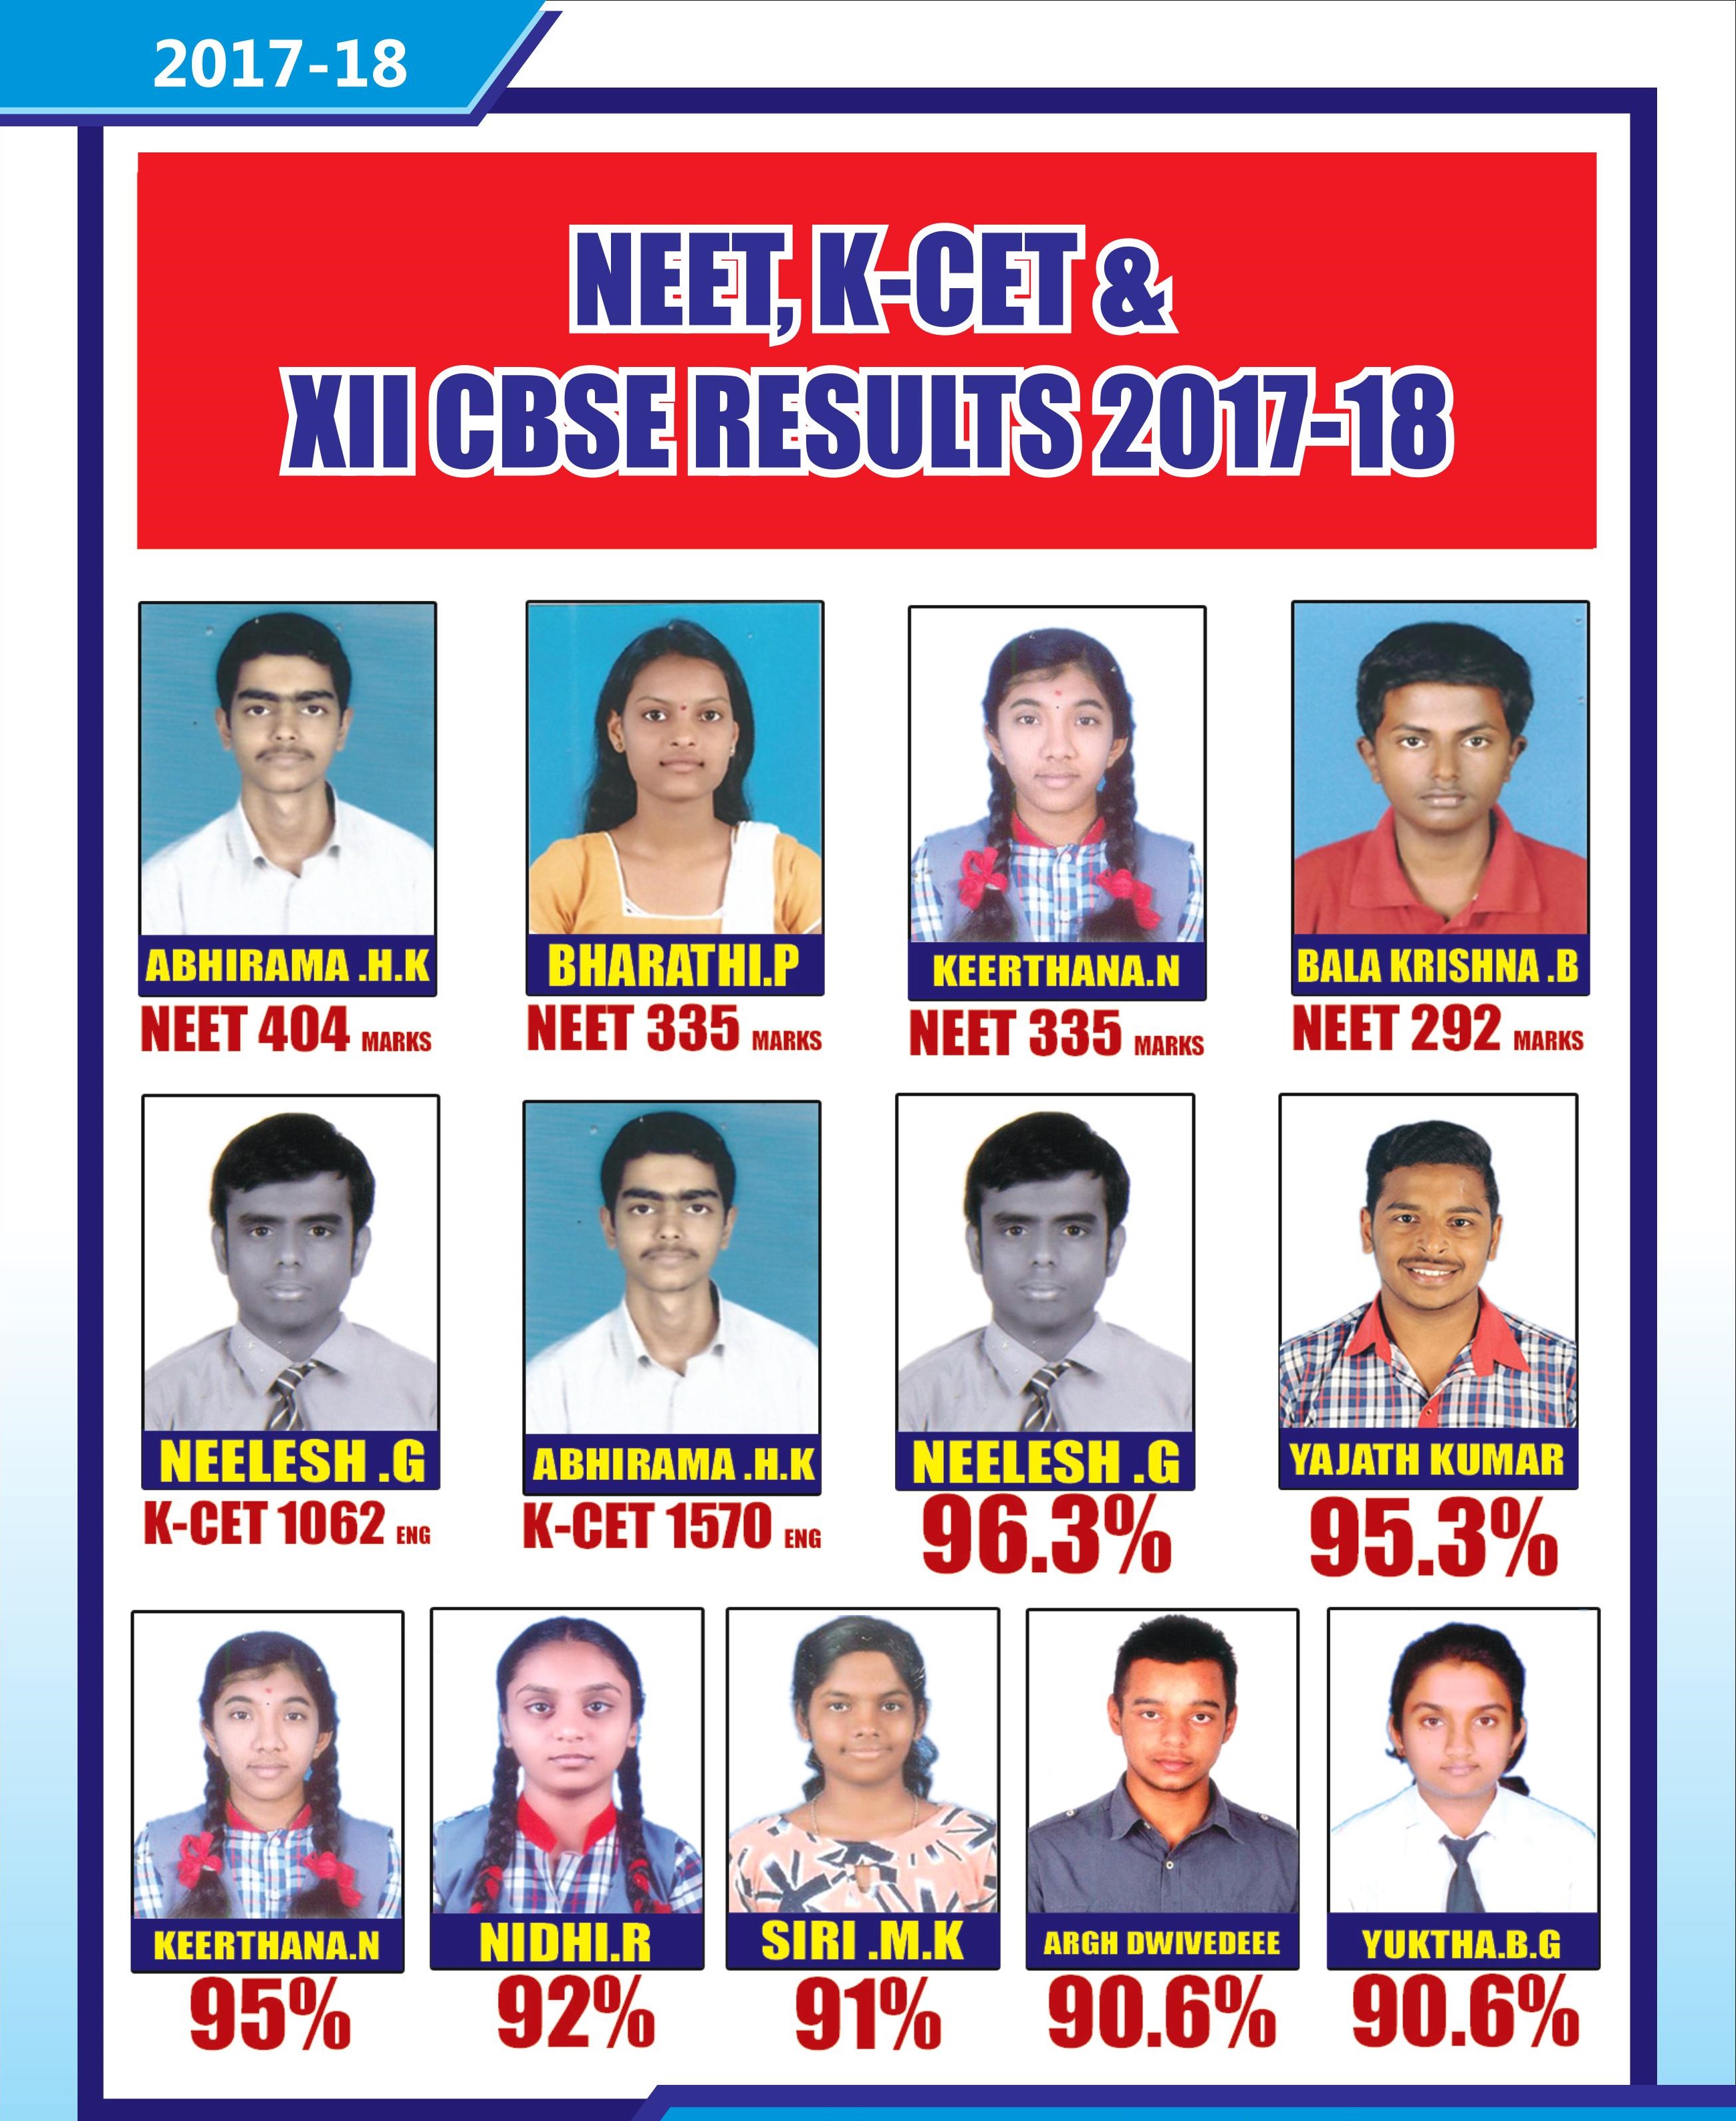 2017-18
NEET, K-CET &
XII CBSE RESULTS 2017-18
ABHIRAMA .H.K
NEET 404 MARKS
BHARATHI.P
NEET 335 MARKS
KEERTHANA.N
NEET 335 MARKS
BALA KRISHNA .B
NEET 292 MARKS
NEELESH .G
K-CET 1062 ENG
ABHIRAMA .H.K
K-CET 1570 ENG
NEELESH .G
96.3%
YAJATH KUMAR
95.3%
KEERTHANA.N
95%
NIDHI.R
92%
SIRI .M.K
91%
ARGH DWIVEDEEE
90.6%
YUKTHA.B.G
90.6%